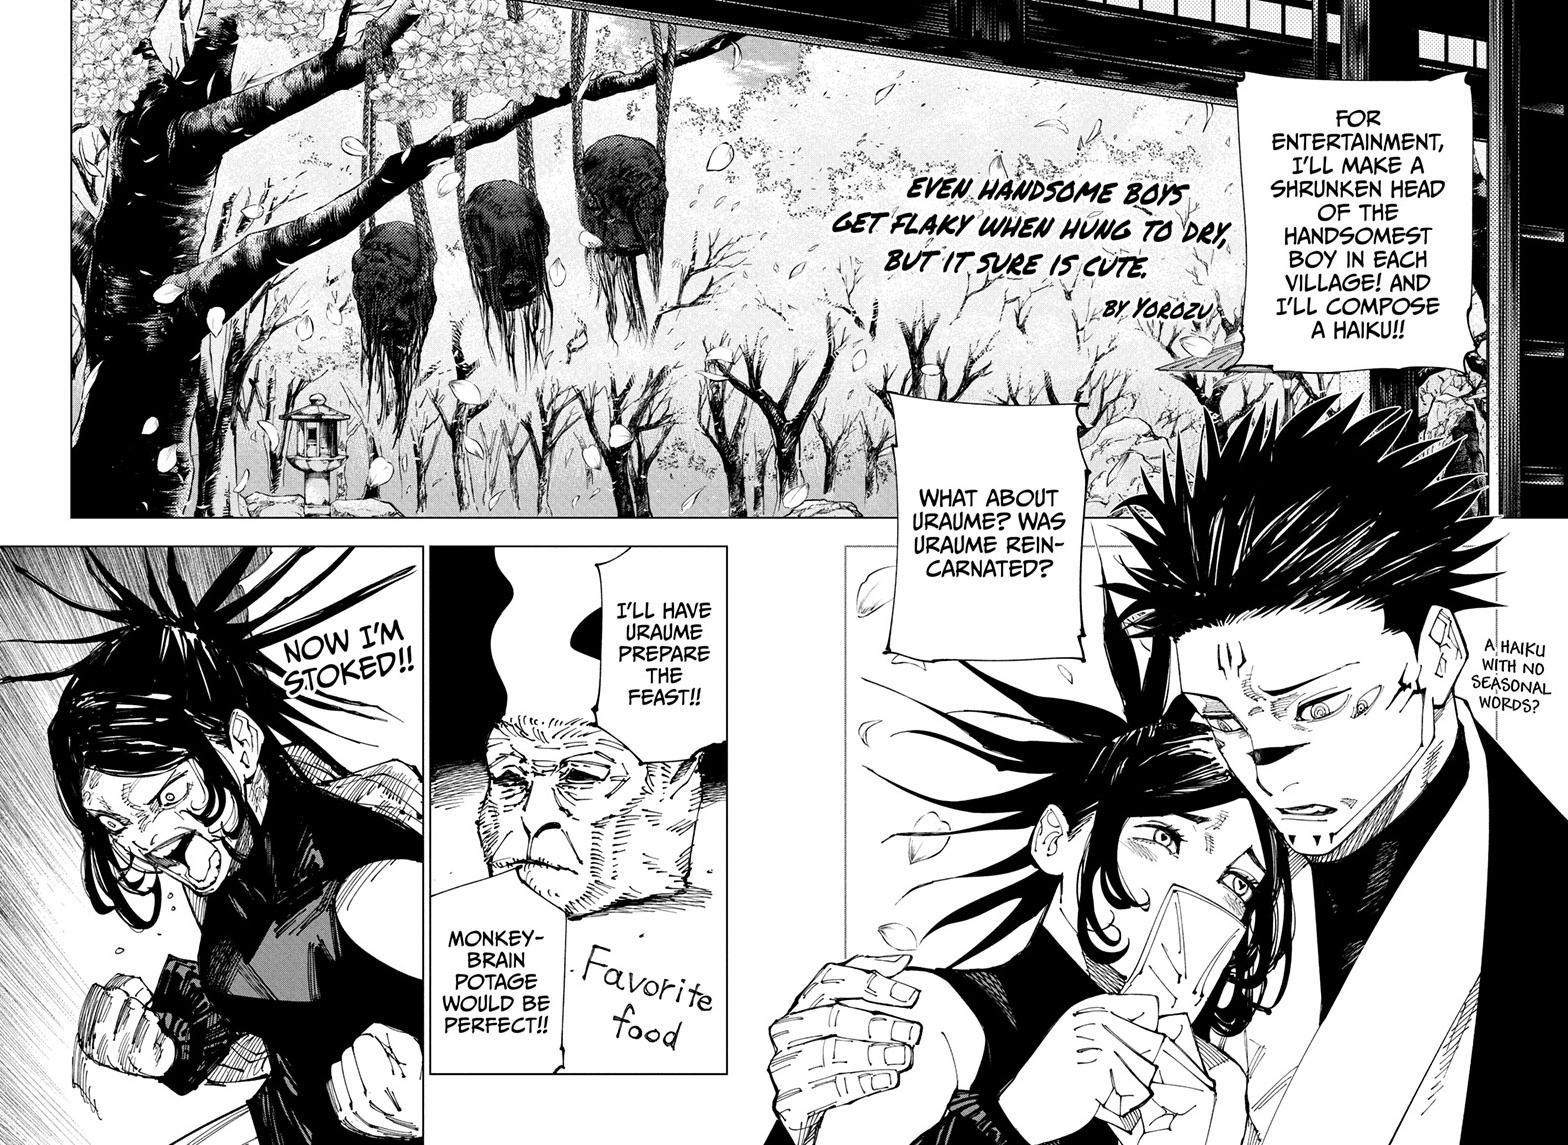 FOR
ENTERTAINMENT,
I'LL MAKE A
SHRUNKEN HEAD
OF THE
HANDSOMEST
BOY IN EACH
VILLAGE! AND
I'LL COMPOSE
A HAIKU!!
EVEN HANDSOME BOYS
GET FLAKY WHEN HUNG TO DRY,
BUT IT SURE IS CUTE.
BY YOROZU
A HAIKU
WITH NO
SEASONAL
WORDS?
WHAT ABOUT
URAUME? WAS
URAUME REIN-
CARNATED?
I'LL HAVE
URAUME
PREPARE
THE
FEAST!!
MONKEY-
BRAIN
POTAGE
WOULD BE
PERFECT!!
Favorite
food
NOW I'M
STOKED!!